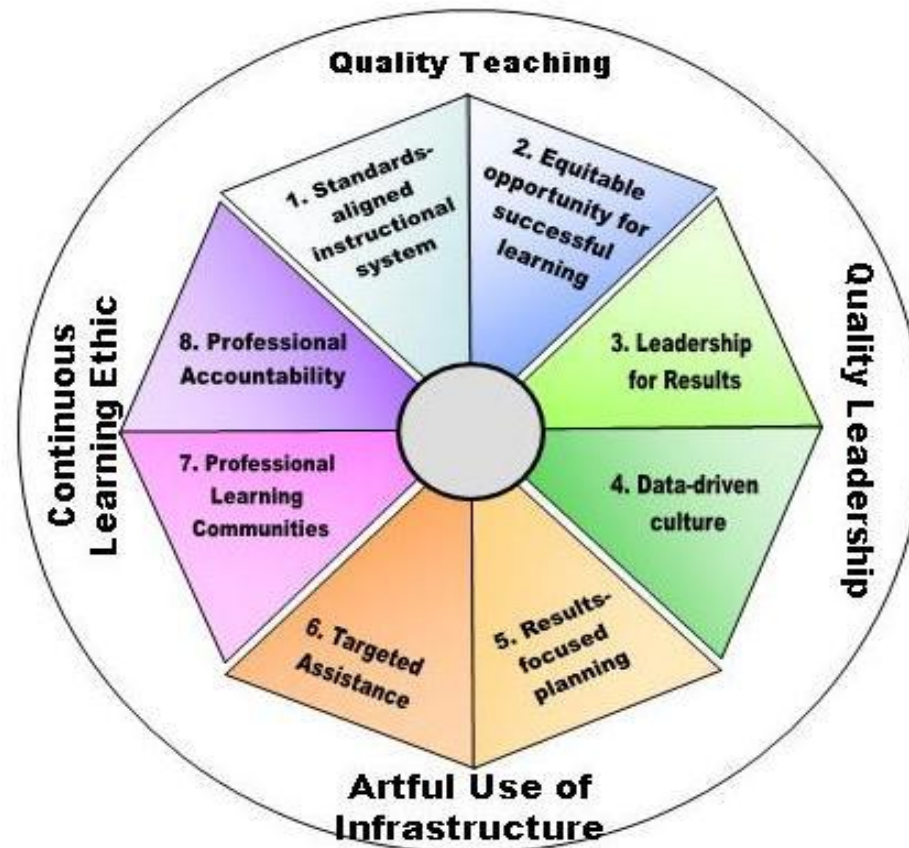 Quality Teaching
1. Standards-
aligned
instructional
system
2. Equitable
opportunity for
successful
learning
Quality Leadership
3. Leadership
for Results
4. Data-driven
culture
5. Results-
focused
planning
Artful Use of
Infrastructure
6. Targeted
Assistance
7. Professional
Learning
Communities
8. Professional
Accountability
Continuous
Learning Ethic